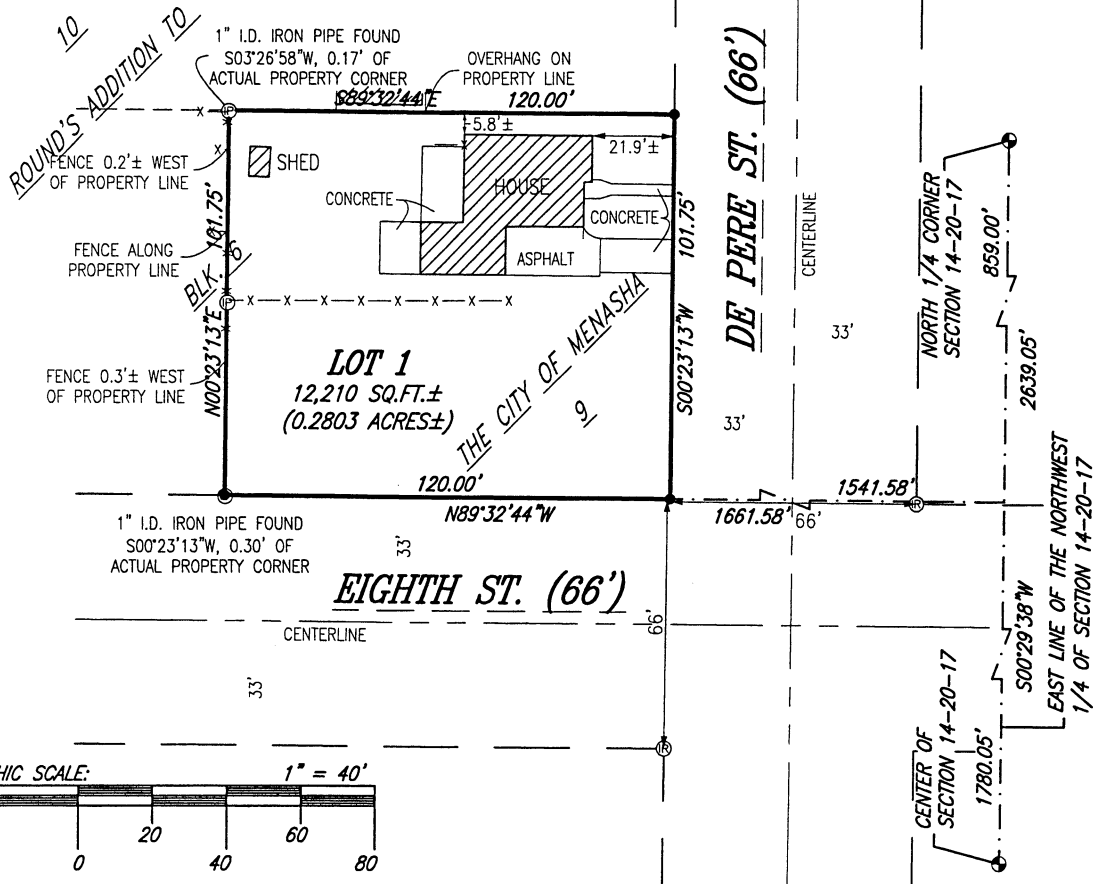 10
ROUND'S ADDITION TO
1" I.D. IRON PIPE FOUND
S03°26'58"W, 0.17' OF
ACTUAL PROPERTY CORNER
OVERHANG ON
PROPERTY LINE
S89°32'44"E
120.00'
X
IP
X
X
FENCE 0.2'± WEST
OF PROPERTY LINE
SHED
5.8'±
21.9'±
HOUSE
CONCRETE
CONCRETE
ASPHALT
FENCE ALONG
PROPERTY LINE
101.75'
BLK. 6
X
X
IP
X X X X X X
N00°23'13"E
FENCE 0.3'± WEST
OF PROPERTY LINE
X
LOT 1
12,210 SQ.FT.±
(0.2803 ACRES±)
THE CITY OF MENASHA
9
101.75'
S00°23'13"W
DE PERE ST. (66')
CENTERLINE
33'
33'
NORTH 1/4 CORNER
SECTION 14-20-17
859.00'
2639.05'
120.00'
N89°32'44"W
1661.58'
66'
1541.58'
IR
IP
1" I.D. IRON PIPE FOUND
S00°23'13"W, 0.30' OF
ACTUAL PROPERTY CORNER
33'
EIGHTH ST. (66')
CENTERLINE
33'
66'
IR
S00°29'38"W
EAST LINE OF THE NORTHWEST
1/4 OF SECTION 14-20-17
CENTER OF
SECTION 14-20-17
1780.05'
HIC SCALE:
1" = 40'
20
60
0
40
80